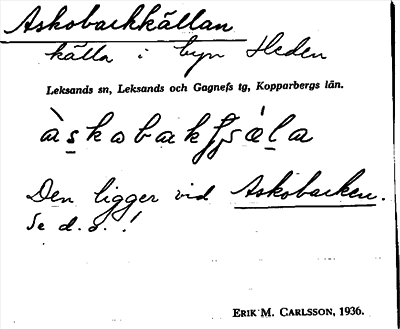 Askobackkällan
källa i byn Heden
Leksands sn, Leksands och Gagnefs tg, Kopparbergs län.
Den ligger vid Askobacken.
Se d.o.!
ERIK M. CARLSSON, 1936.